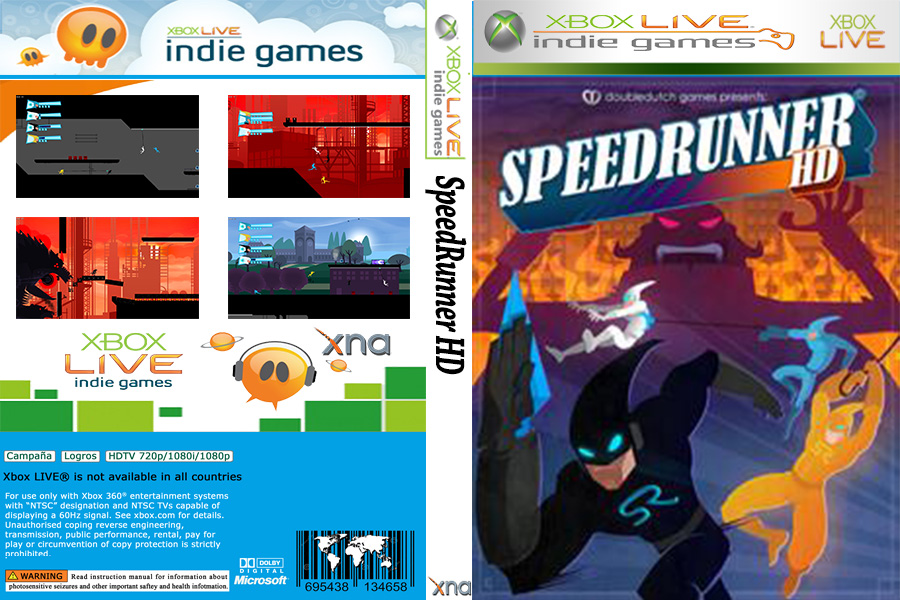 XBOX LIVE
indie games
XBOX
LIVE
indie games
xna
Campaña Logros HDTV 720p/1080i/1080p
Xbox LIVE® is not available in all countries
For use only with Xbox 360® entertainment systems
with “NTSC” designation and NTSC TVs capable of
displaying a 60Hz signal. See xbox.com for details.
Unauthorised coping reverse engineering,
transmission, public performance, rental, pay for
play or circumvention of copy protection is strictly
prohibited.
WARNING Read instruction manual for information about
photosensitive seizures and other important saftey and health infotmation.
DOLBY
DIGITAL
Microsoft
695438 134658
XBOX LIVE
indie games
SpeedRunner HD
xna
XBOX LIVE
indie games
XBOX
LIVE
doubledutch games presents:
SPEEDRUNNER
HD
SR